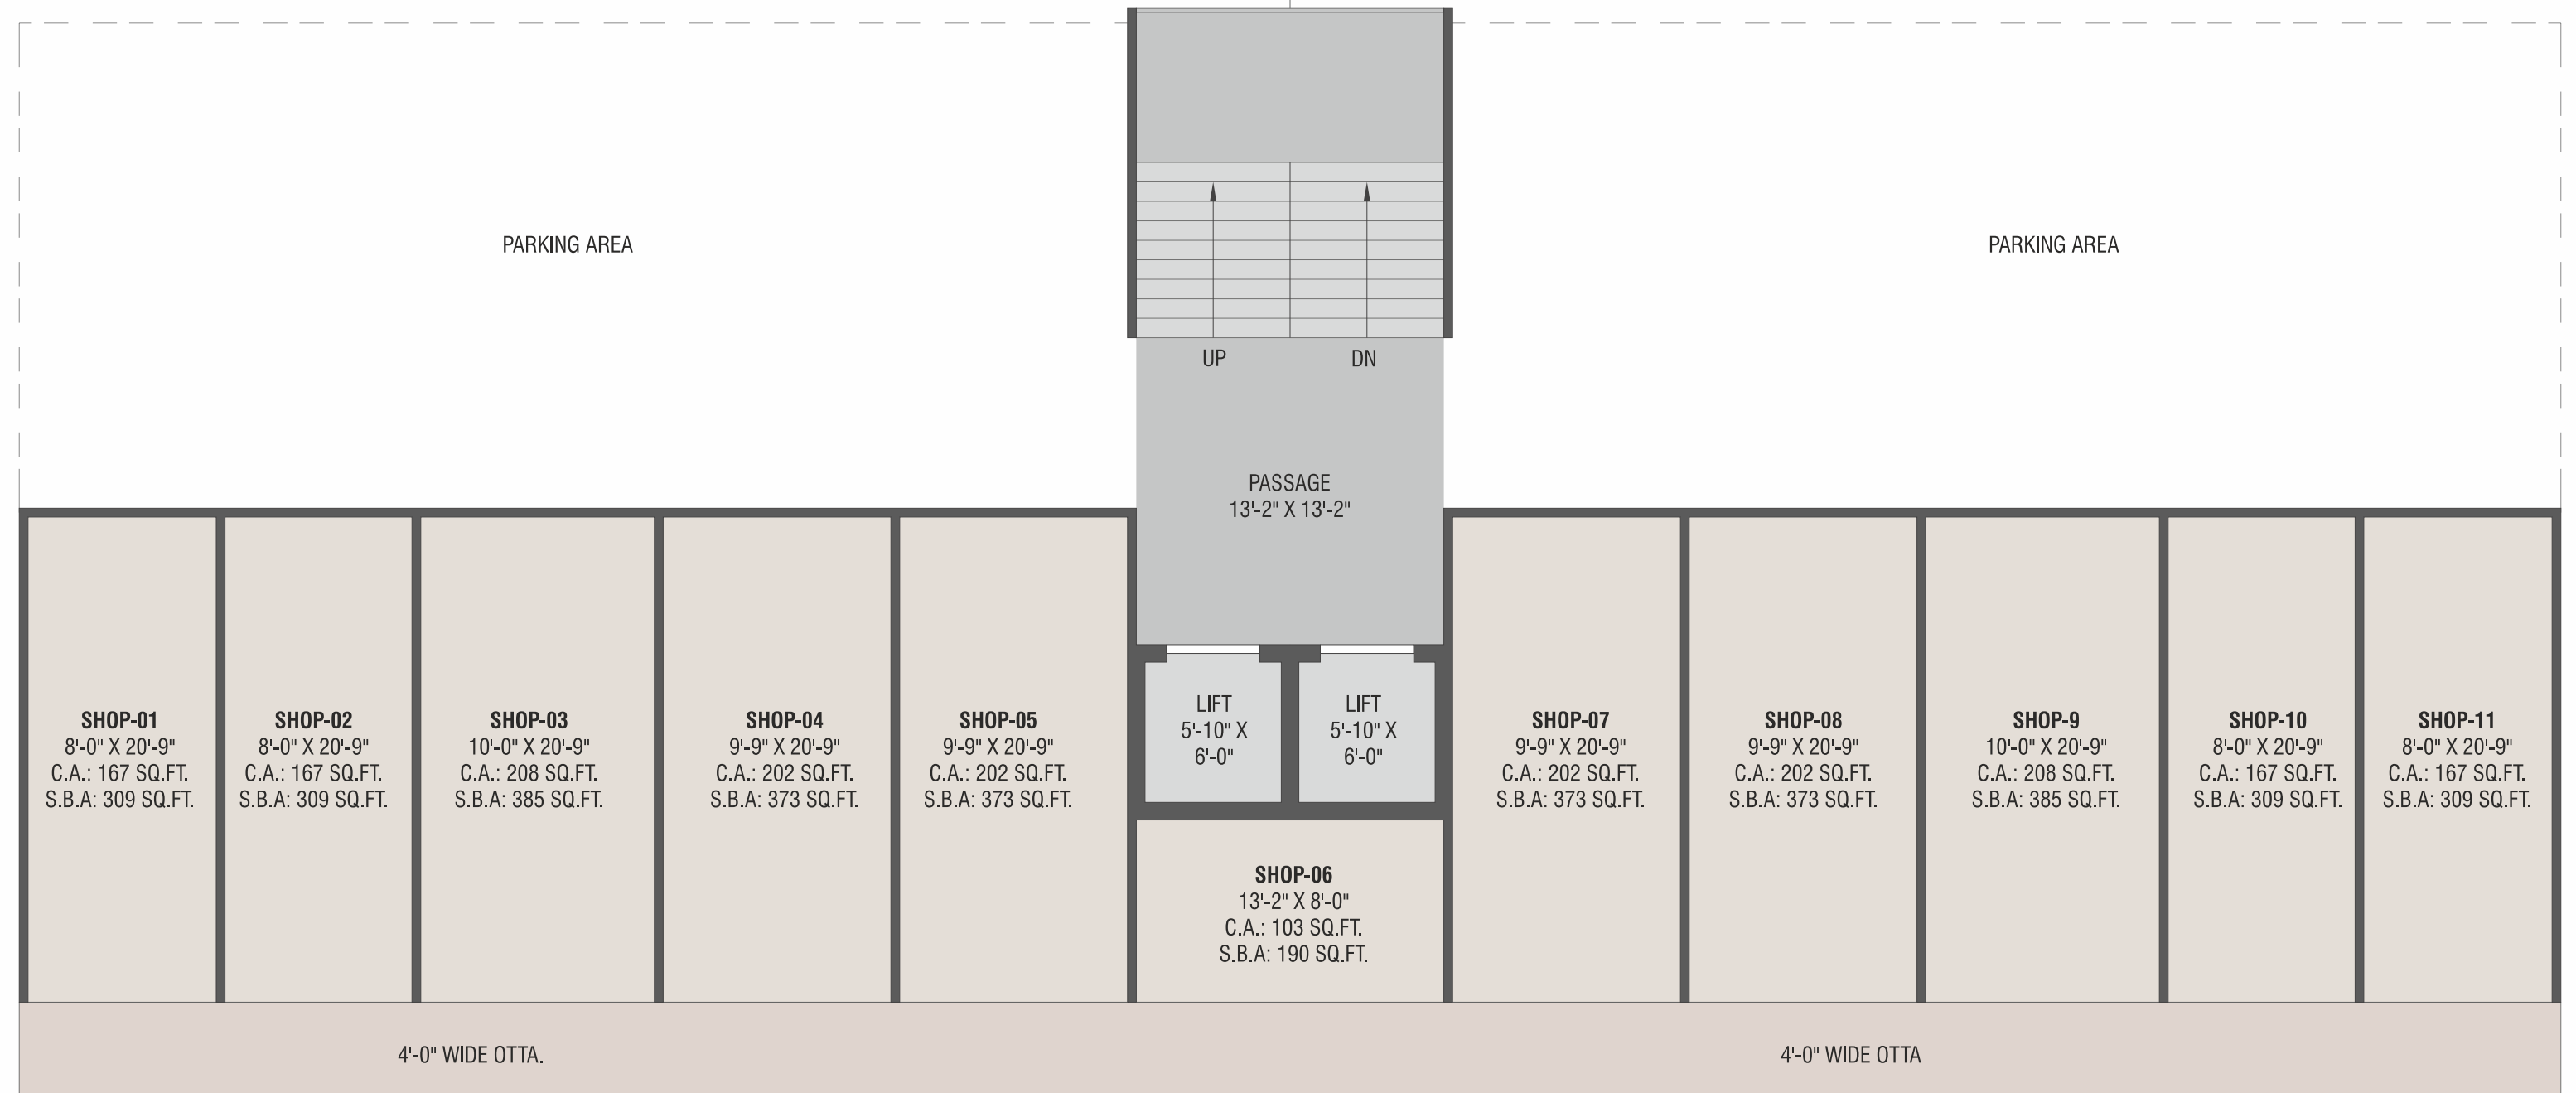 PARKING AREA
PARKING AREA
UP
DN
PASSAGE
13'-2" X 13'-2"
SHOP-01
8'-0" X 20'-9"
C.A.: 167 SQ.FT.
S.B.A: 309 SQ.FT.
SHOP-02
8'-0" X 20'-9"
C.A.: 167 SQ.FT.
S.B.A: 309 SQ.FT.
SHOP-03
10'-0" X 20'-9"
C.A.: 208 SQ.FT.
S.B.A: 385 SQ.FT.
SHOP-04
9'-9" X 20'-9"
C.A.: 202 SQ.FT.
S.B.A: 373 SQ.FT.
SHOP-05
9'-9" X 20'-9"
C.A.: 202 SQ.FT.
S.B.A: 373 SQ.FT.
LIFT
5'-10" X
6'-0"
LIFT
5'-10" X
6'-0"
SHOP-06
13'-2" X 8'-0"
C.A.: 103 SQ.FT.
S.B.A: 190 SQ.FT.
SHOP-07
9'-9" X 20'-9"
C.A.: 202 SQ.FT.
S.B.A: 373 SQ.FT.
SHOP-08
9'-9" X 20'-9"
C.A.: 202 SQ.FT.
S.B.A: 373 SQ.FT.
SHOP-9
10'-0" X 20'-9"
C.A.: 208 SQ.FT.
S.B.A: 385 SQ.FT.
SHOP-10
8'-0" X 20'-9"
C.A.: 167 SQ.FT.
S.B.A: 309 SQ.FT.
SHOP-11
8'-0" X 20'-9"
C.A.: 167 SQ.FT.
S.B.A: 309 SQ.FT.
4'-0" WIDE OTTA.
4'-0" WIDE OTTA